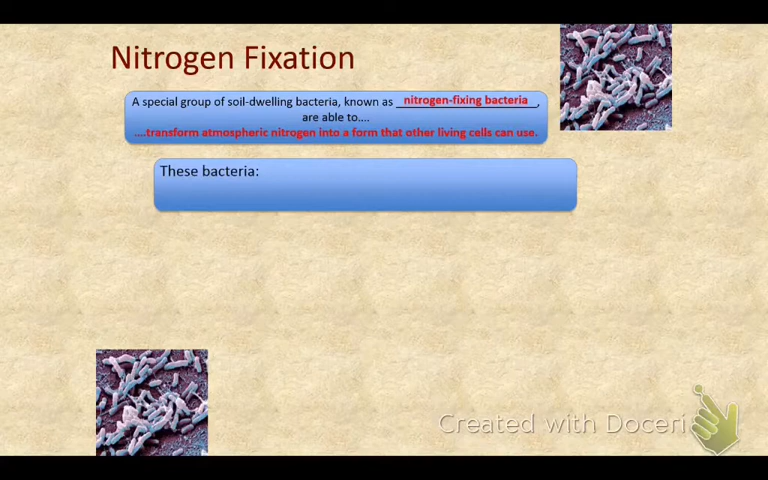 Nitrogen Fixation
A special group of soil-dwelling bacteria, known as nitrogen-fixing bacteria,
are able to....
....transform atmospheric nitrogen into a form that other living cells can use.
These bacteria:
Created with Doceri